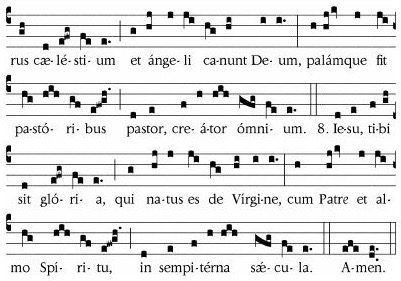 rus cæ-lé-sti-um et ánge-li ca-nunt De-um, palám-que fit
pa-stó-ri-bus pastor, cre-á-tor ómni-um. 8. Ie-su, ti-bi
sit gló-ri-a, qui na-tus es de Vírgi-ne, cum Patre et al-
mo Spí-ri-tu, in sempi-térna sǽ-cu-la. A-men.